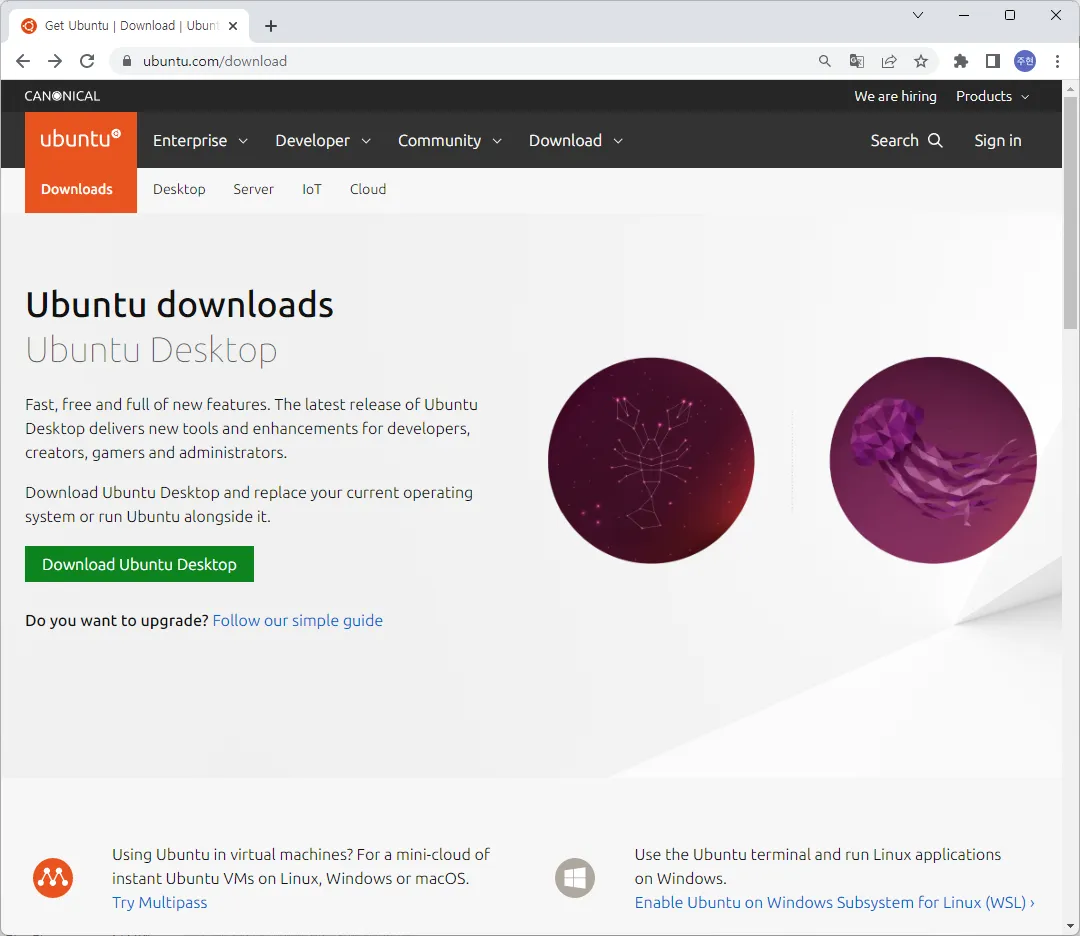 Get Ubuntu | Download | Ubun
ubuntu.com/download
주현
CANONICAL
We are hiring
Products
ubuntu
Enterprise
Developer
Community
Download
Search
Sign in
Downloads
Desktop
Server
IoT
Cloud
Ubuntu downloads
Ubuntu Desktop
Fast, free and full of new features. The latest release of Ubuntu
Desktop delivers new tools and enhancements for developers,
creators, gamers and administrators.
Download Ubuntu Desktop and replace your current operating
system or run Ubuntu alongside it.
Download Ubuntu Desktop
Do you want to upgrade? Follow our simple guide
Using Ubuntu in virtual machines? For a mini-cloud of
instant Ubuntu VMs on Linux, Windows or macOS.
Try Multipass
Use the Ubuntu terminal and run Linux applications
on Windows.
Enable Ubuntu on Windows Subsystem for Linux (WSL) ›